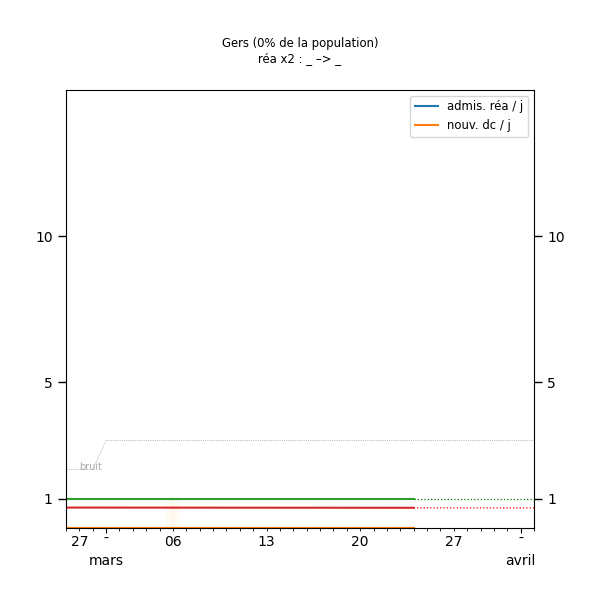 Gers (0% de la population)
réa x2 : _ –> _
admis. réa / j
nouv. dc / j
10 10
5 5
bruit
1 1
27 - 06 13 20 27 -
mars avril